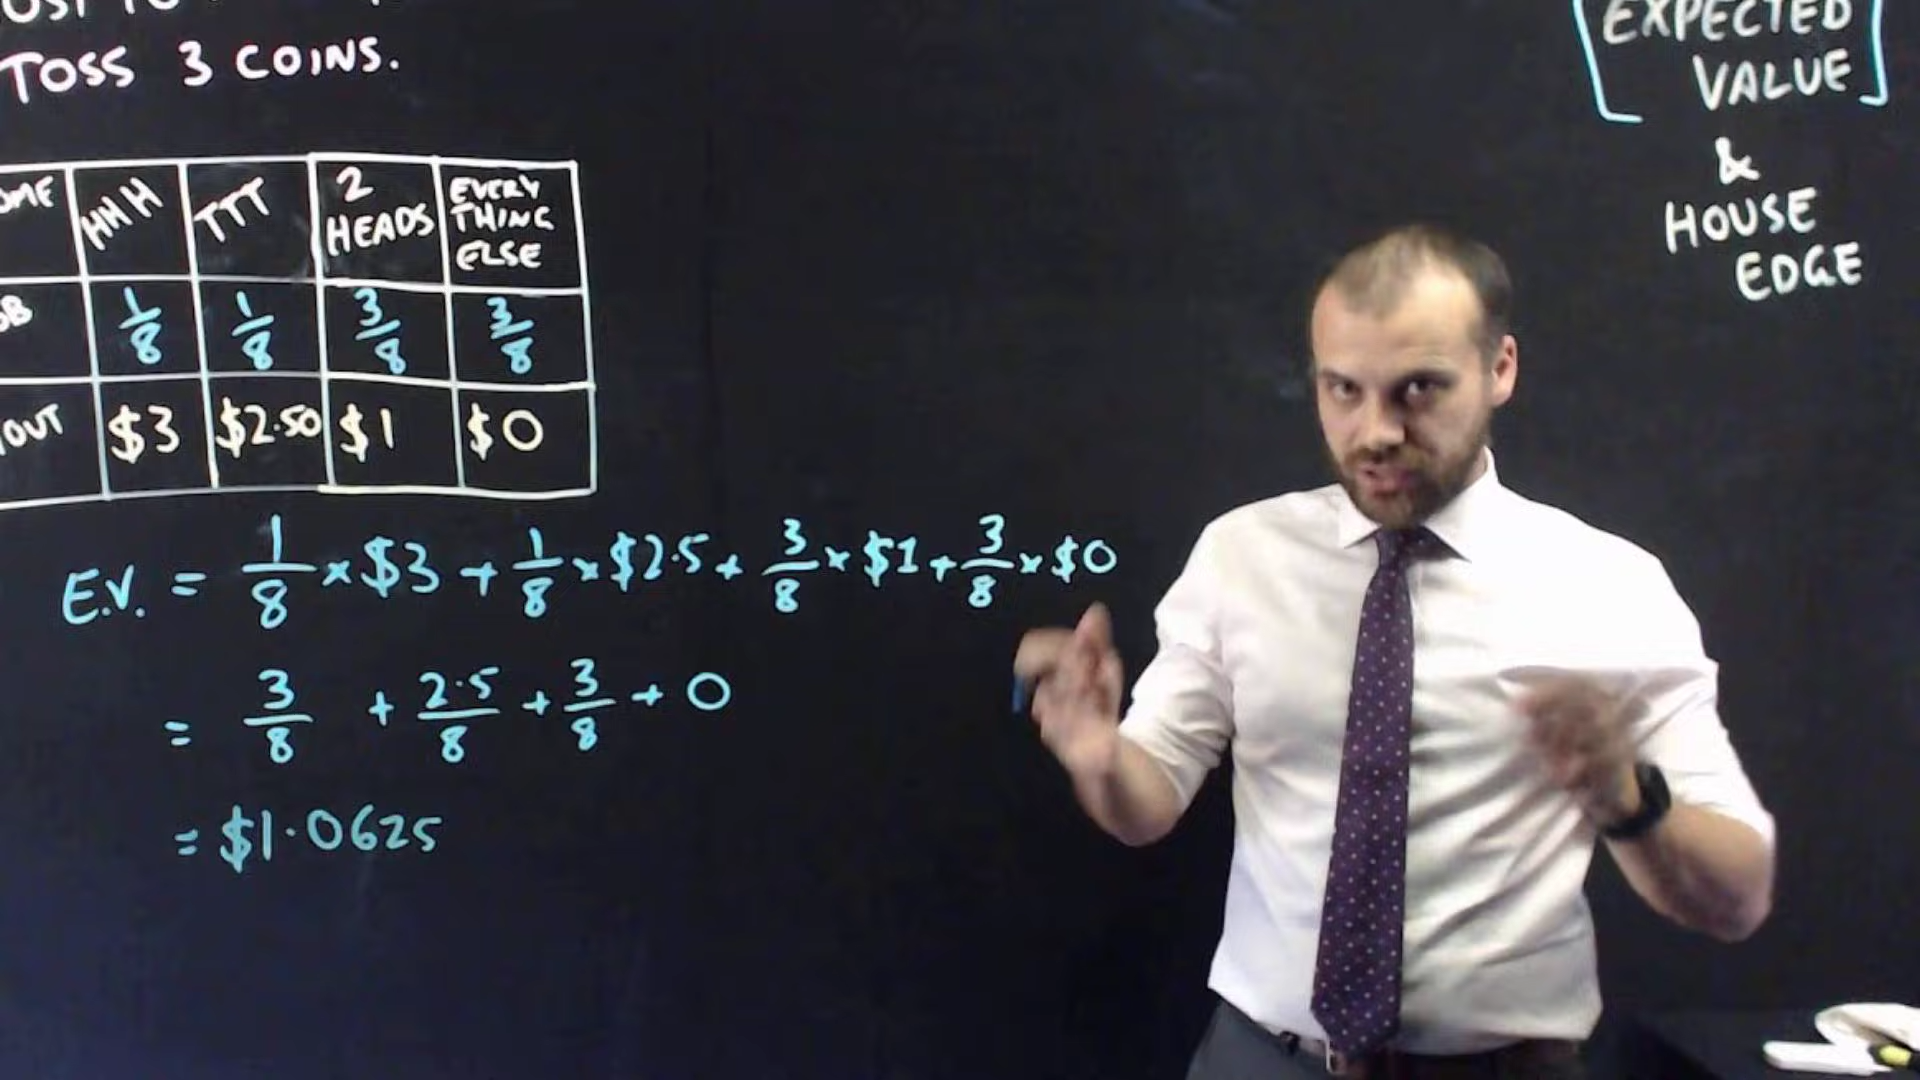 TOSS 3 COINS.
[EXPECTED
VALUE]
&
HOUSE
EDGE
HHH TTT 2 HEADS EVERY THING ELSE
1/8 1/8 3/8 3/8
$3 $2.50 $1 $0
E.V. = 1/8 × $3 + 1/8 × $2.5 + 3/8 × $1 + 3/8 × $0
= 3/8 + 2.5/8 + 3/8 + 0
= $1.0625